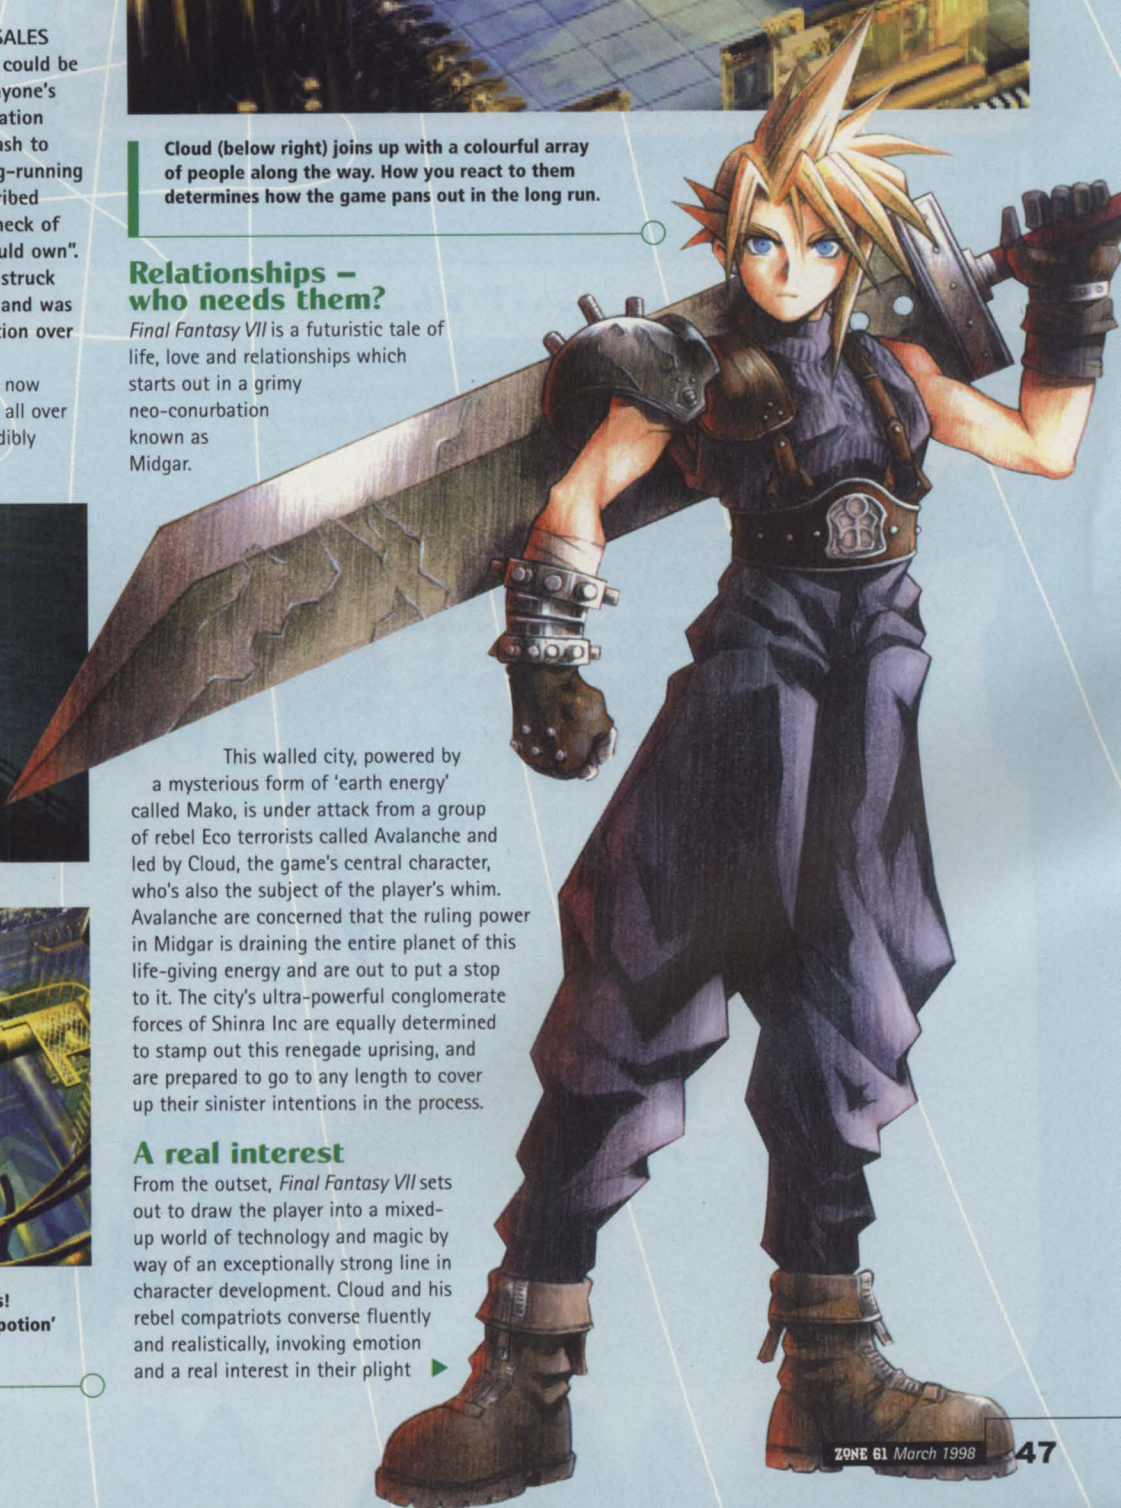 SALES
could be
yone's
ation
ash to
g-running
ribed
neck of
uld own".
struck
and was
tion over
now
all over
dibly
s!
potion'
Cloud (below right) joins up with a colourful array
of people along the way. How you react to them
determines how the game pans out in the long run.
Relationships –
who needs them?
Final Fantasy VII is a futuristic tale of
life, love and relationships which
starts out in a grimy
neo-conurbation
known as
Midgar.
This walled city, powered by
a mysterious form of 'earth energy'
called Mako, is under attack from a group
of rebel Eco terrorists called Avalanche and
led by Cloud, the game's central character,
who's also the subject of the player's whim.
Avalanche are concerned that the ruling power
in Midgar is draining the entire planet of this
life-giving energy and are out to put a stop
to it. The city's ultra-powerful conglomerate
forces of Shinra Inc are equally determined
to stamp out this renegade uprising, and
are prepared to go to any length to cover
up their sinister intentions in the process.
A real interest
From the outset, Final Fantasy VII sets
out to draw the player into a mixed-
up world of technology and magic by
way of an exceptionally strong line in
character development. Cloud and his
rebel compatriots converse fluently
and realistically, invoking emotion
and a real interest in their plight
ZONE 61 March 1998 47